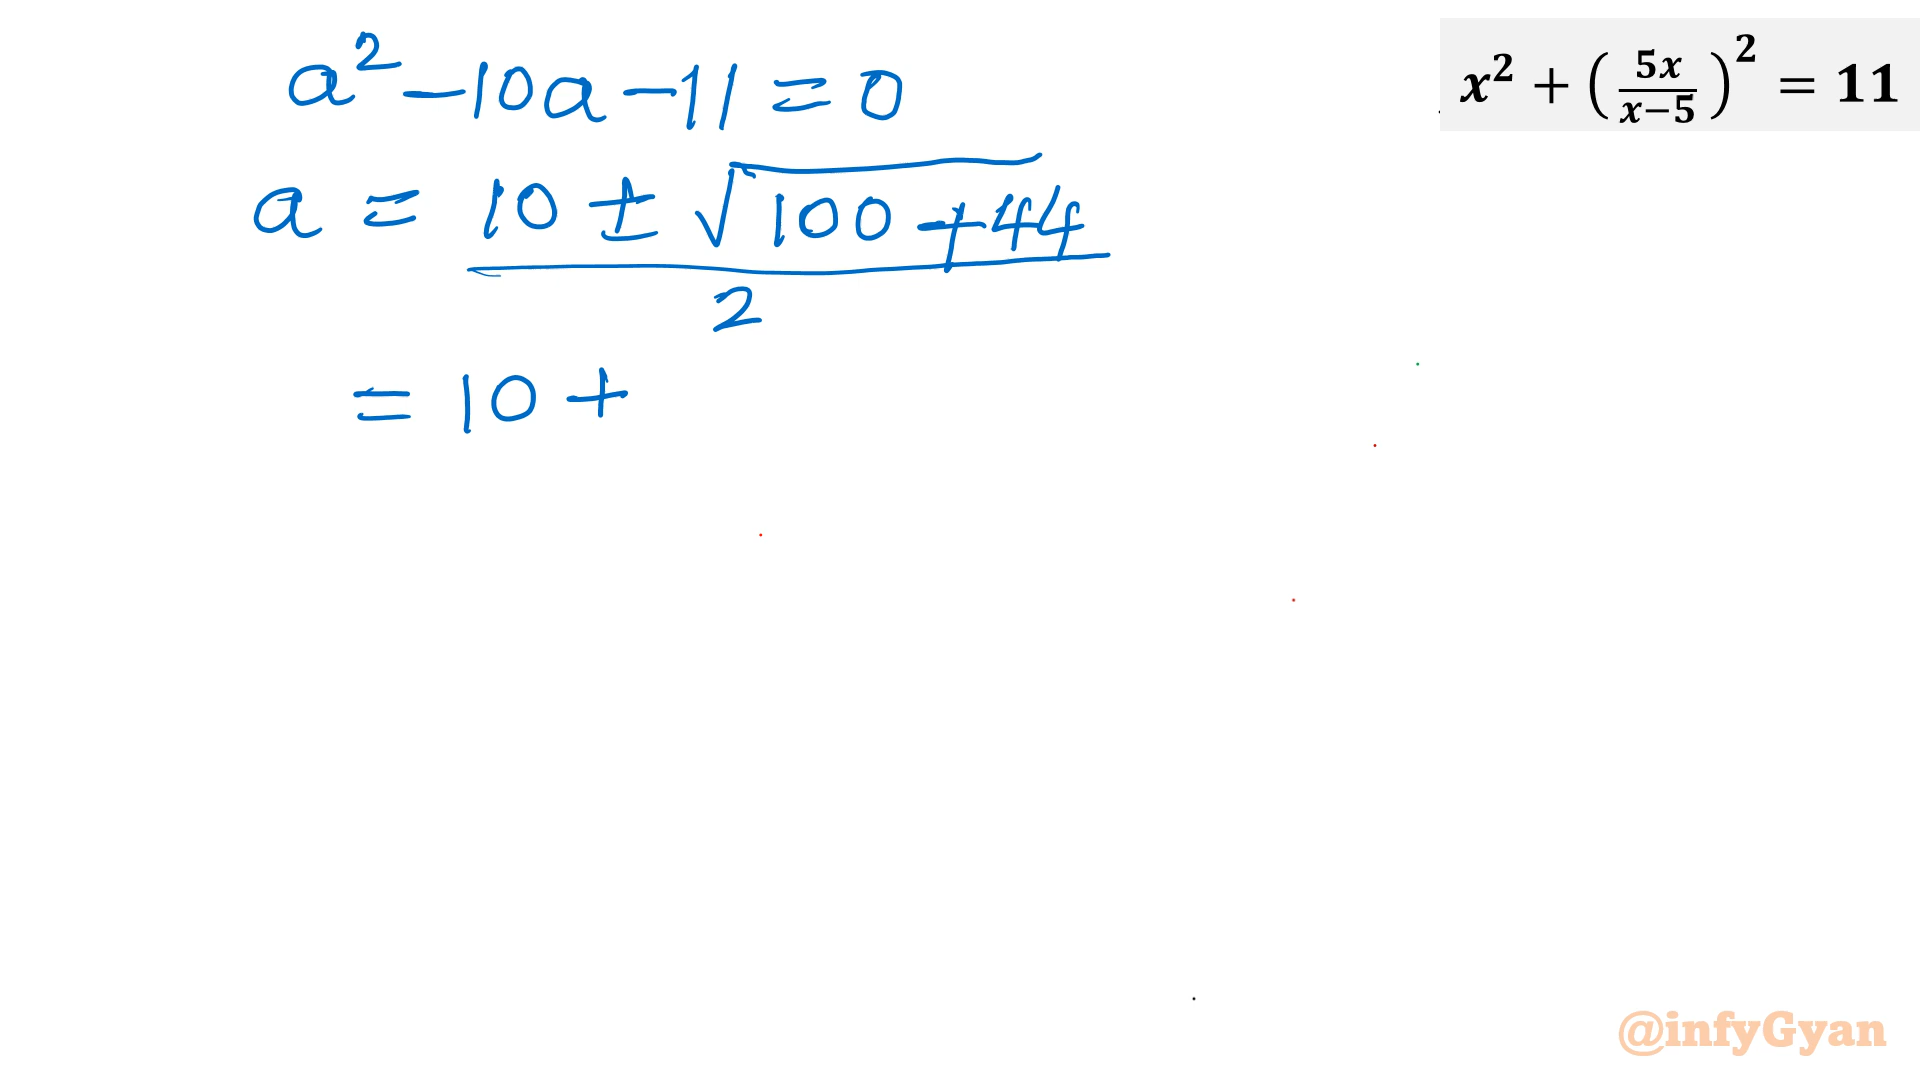 a² - 10a - 11 = 0
x² + (5x/(x-5))² = 11
a = (10 ± √(100 + 44))/2
= 10 +
@infyGyan